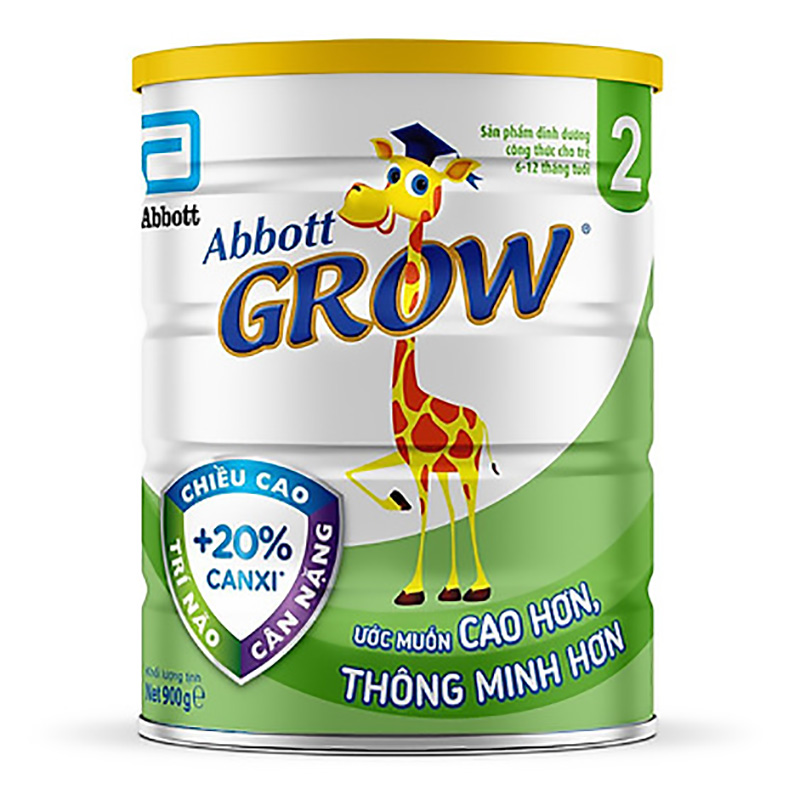 Abbott
Sản phẩm dinh dưỡng
công thức cho trẻ
6-12 tháng tuổi
2
Abbott
GROW®
CHIỀU CAO
TRÍ NÃO
+20%
CANXI*
CÂN NẶNG
ƯỚC MUỐN CAO HƠN,
THÔNG MINH HƠN
Khối lượng tịnh
Net 900g℮